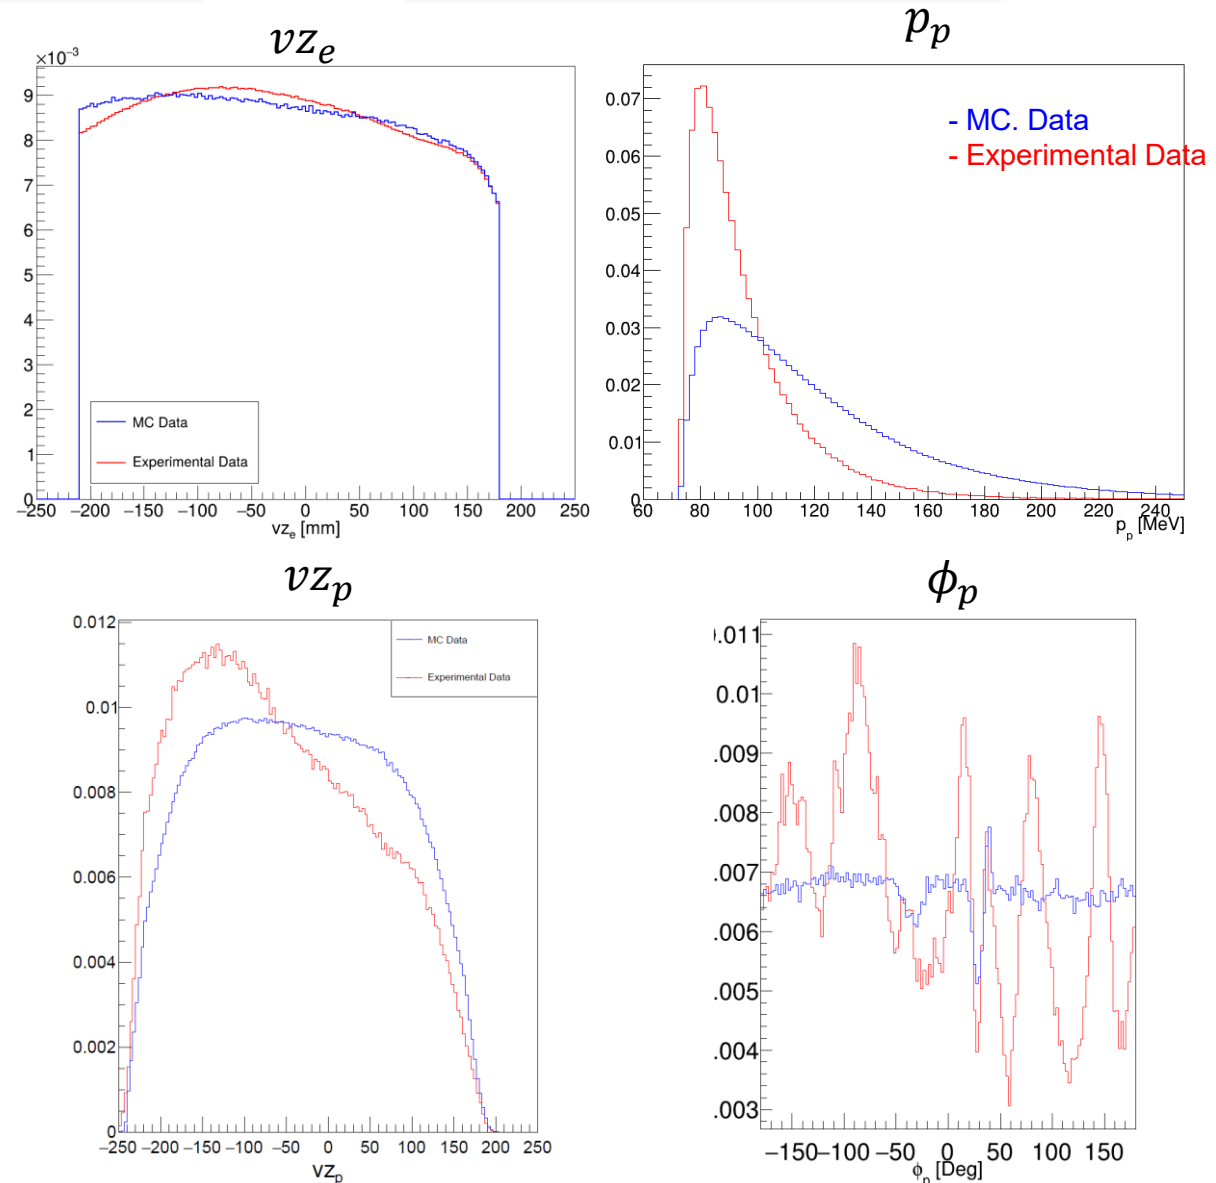 vz_e
×10⁻³
9
8
7
6
5
4
3
2
1
0
MC Data
Experimental Data
−250 −200 −150 −100 −50 0 50 100 150 200 250
vz_e [mm]
p_p
0.07
0.06
0.05
0.04
0.03
0.02
0.01
0
- MC. Data
- Experimental Data
60 80 100 120 140 160 180 200 220 240
p_p [MeV]
vz_p
0.012
0.01
0.008
0.006
0.004
0.002
0
MC Data
Experimental Data
−250 −200 −150 −100 −50 0 50 100 150 200 250
vz_p
ϕ_p
.011
0.01
.009
.008
.007
.006
.005
.004
.003
−150 −100 −50 0 50 100 150
ϕ_p [Deg]